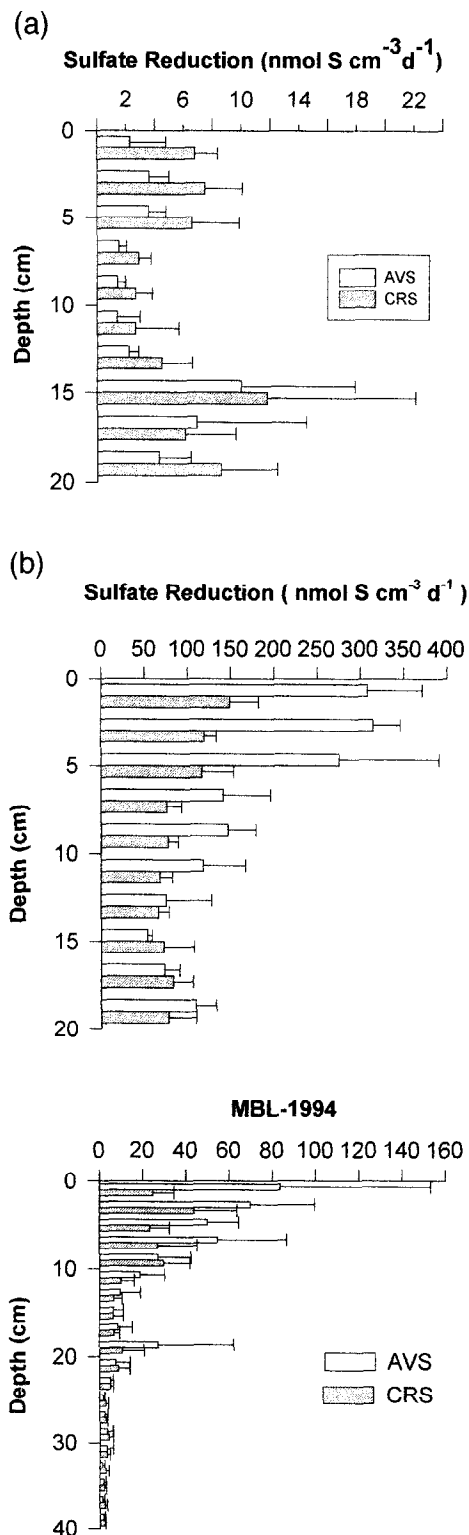 (a)
Sulfate Reduction (nmol S cm-3d-1)
2 6 10 14 18 22
0
5
10
15
20
Depth (cm)
AVS
CRS
(b)
Sulfate Reduction ( nmol S cm-3 d-1 )
0 50 100 150 200 250 300 350 400
0
5
10
15
20
Depth (cm)
MBL-1994
0 20 40 60 80 100 120 140 160
0
10
20
30
40
Depth (cm)
AVS
CRS